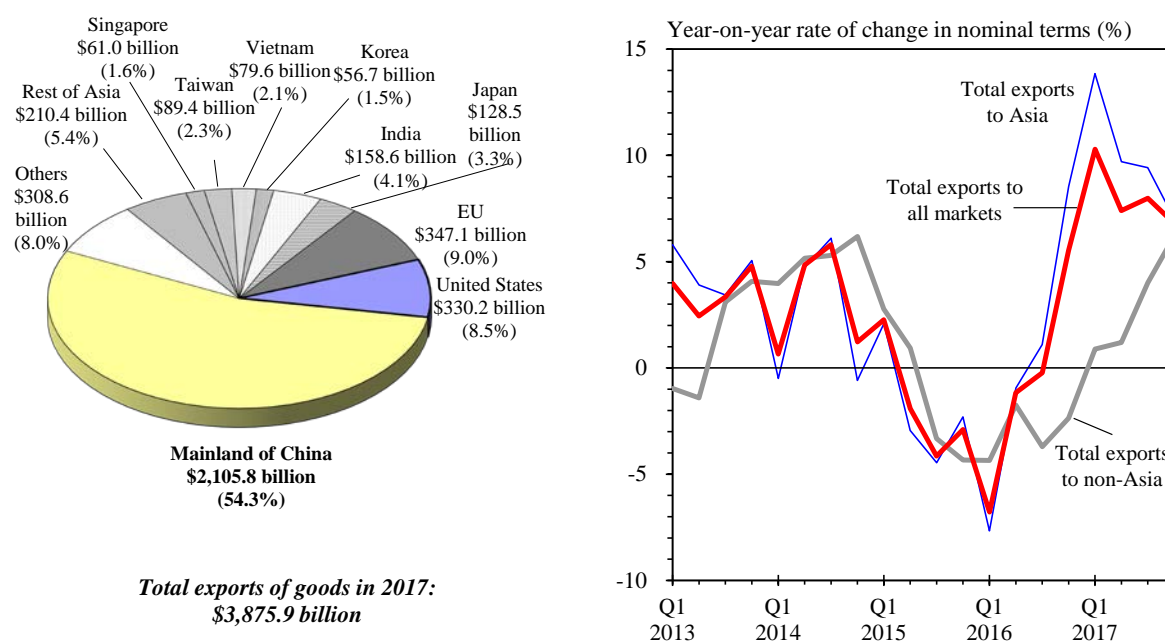 Singapore
$61.0 billion
(1.6%)
Vietnam
$79.6 billion
(2.1%)
Korea
$56.7 billion
(1.5%)
Rest of Asia
$210.4 billion
(5.4%)
Taiwan
$89.4 billion
(2.3%)
Japan
$128.5
billion
(3.3%)
India
$158.6 billion
(4.1%)
Others
$308.6
billion
(8.0%)
EU
$347.1 billion
(9.0%)
United States
$330.2 billion
(8.5%)
Mainland of China
$2,105.8 billion
(54.3%)
Total exports of goods in 2017:
$3,875.9 billion
Year-on-year rate of change in nominal terms (%)
15
10
5
0
-5
-10
Total exports
to Asia
Total exports to
all markets
Total exports
to non-Asia
Q1
2013
Q1
2014
Q1
2015
Q1
2016
Q1
2017